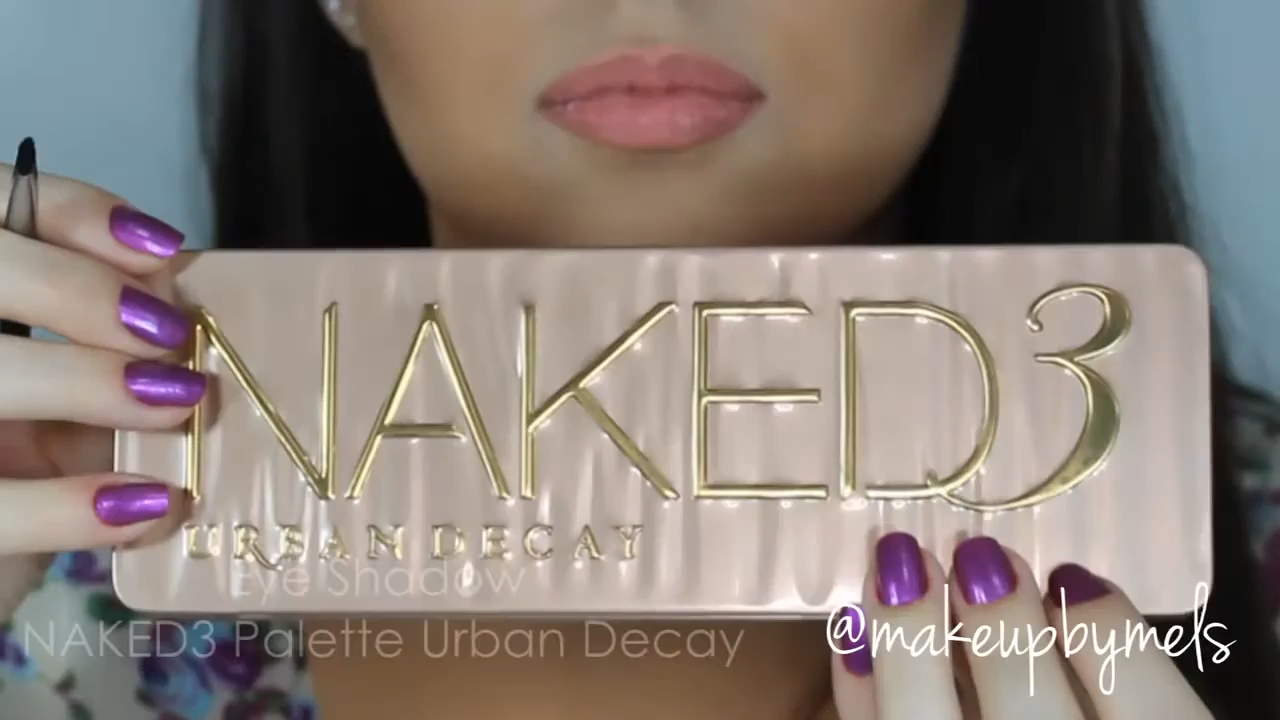 NAKED3
URBAN DECAY
Eye Shadow
NAKED3 Palette Urban Decay
@makeupbymels